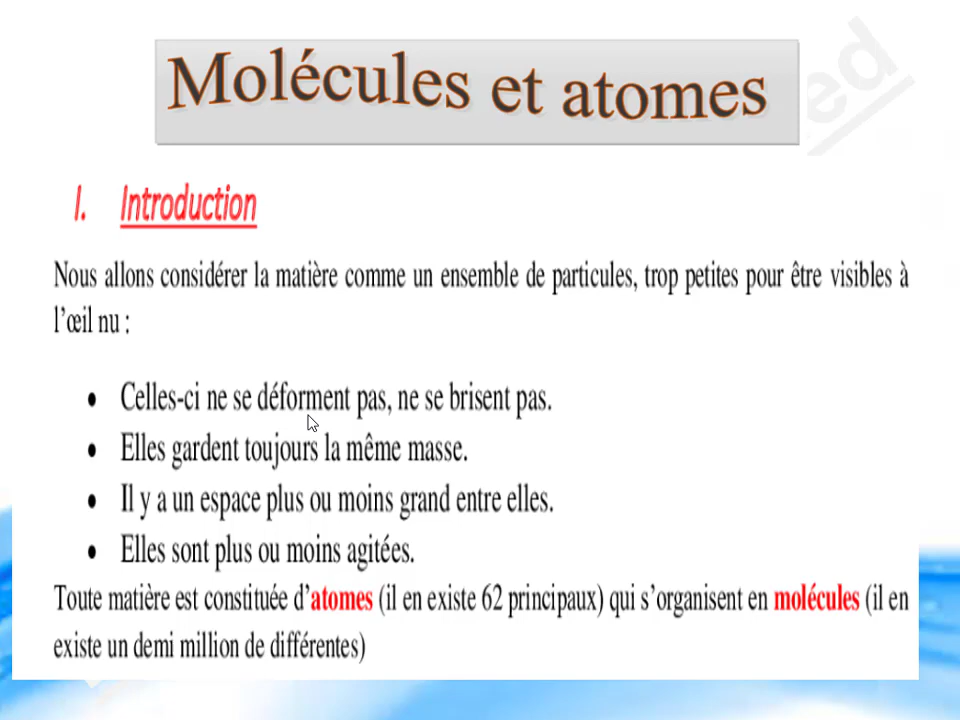 Molécules et atomes
I. Introduction
Nous allons considérer la matière comme un ensemble de particules, trop petites pour être visibles à
l’œil nu :
• Celles-ci ne se déforment pas, ne se brisent pas.
• Elles gardent toujours la même masse.
• Il y a un espace plus ou moins grand entre elles.
• Elles sont plus ou moins agitées.
Toute matière est constituée d’atomes (il en existe 62 principaux) qui s’organisent en molécules (il en
existe un demi million de différentes)